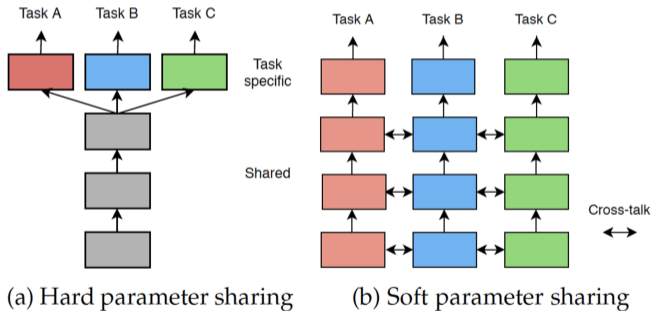 Task A Task B Task C
Task
specific
Shared
(a) Hard parameter sharing
Task A Task B Task C
Cross-talk
(b) Soft parameter sharing